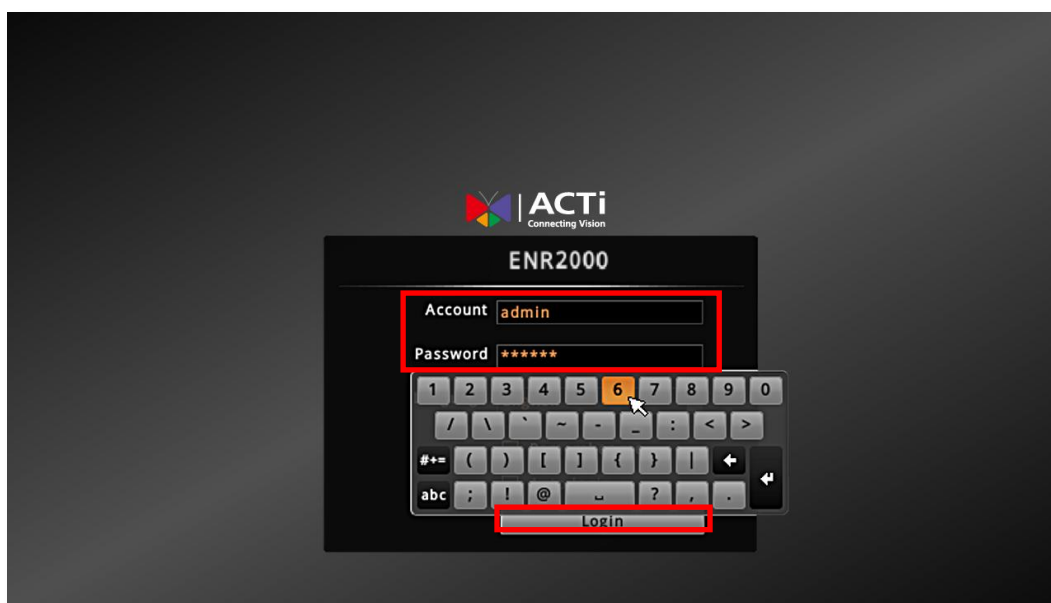 ACTi
Connecting Vision
ENR2000
Account admin
Password ******
1 2 3 4 5 6 7 8 9 0
/ \ ` ~ - _ : < >
#+= ( ) [ ] { } |
abc ; ! @ ␣ ? , .
Login